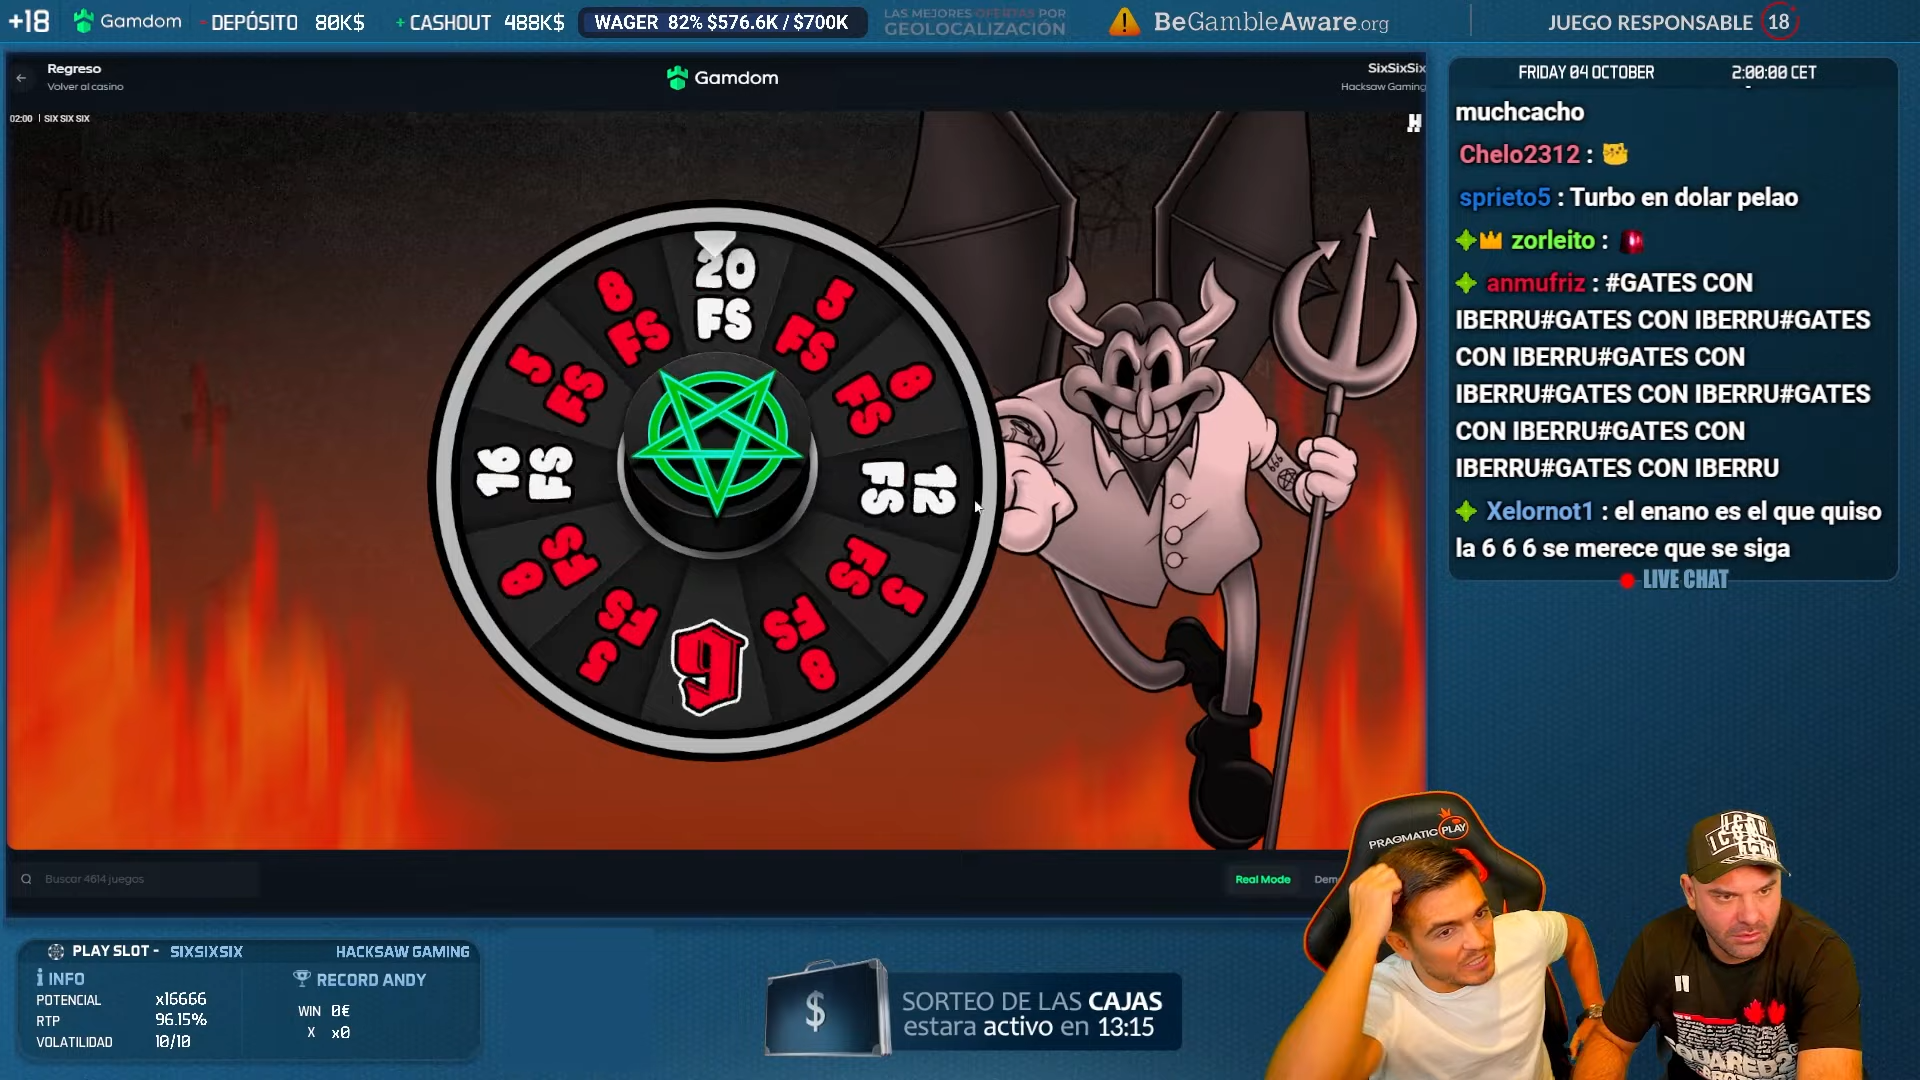 +18 Gamdom - DEPÓSITO 80K$ + CASHOUT 488K$ WAGER 82% $576.6K / $700K
LAS MEJORES OFERTAS POR
GEOLOCALIZACIÓN
BeGambleAware.org
JUEGO RESPONSABLE 18
Regreso
Volver al casino
Gamdom
SixSixSix
Hacksaw Gaming
02:00 | SIX SIX SIX
20
FS
5
FS
8
FS
12
FS
5
FS
8
FS
6
5
FS
8
FS
16
FS
5
FS
8
FS
666
Buscar 4614 juegos
Real Mode
FRIDAY 04 OCTOBER 2:00:00 CET
muchcacho
Chelo2312 :
sprieto5 : Turbo en dolar pelao
zorleito :
anmufriz : #GATES CON
IBERRU#GATES CON IBERRU#GATES
CON IBERRU#GATES CON
IBERRU#GATES CON IBERRU#GATES
CON IBERRU#GATES CON
IBERRU#GATES CON IBERRU
Xelornot1 : el enano es el que quiso
la 6 6 6 se merece que se siga
LIVE CHAT
PLAY SLOT - SIXSIXSIX HACKSAW GAMING
INFO
POTENCIAL x16666
RTP 96.15%
VOLATILIDAD 10/10
RECORD ANDY
WIN 0€
X x0
$
SORTEO DE LAS CAJAS
estara activo en 13:15
PRAGMATIC PLAY